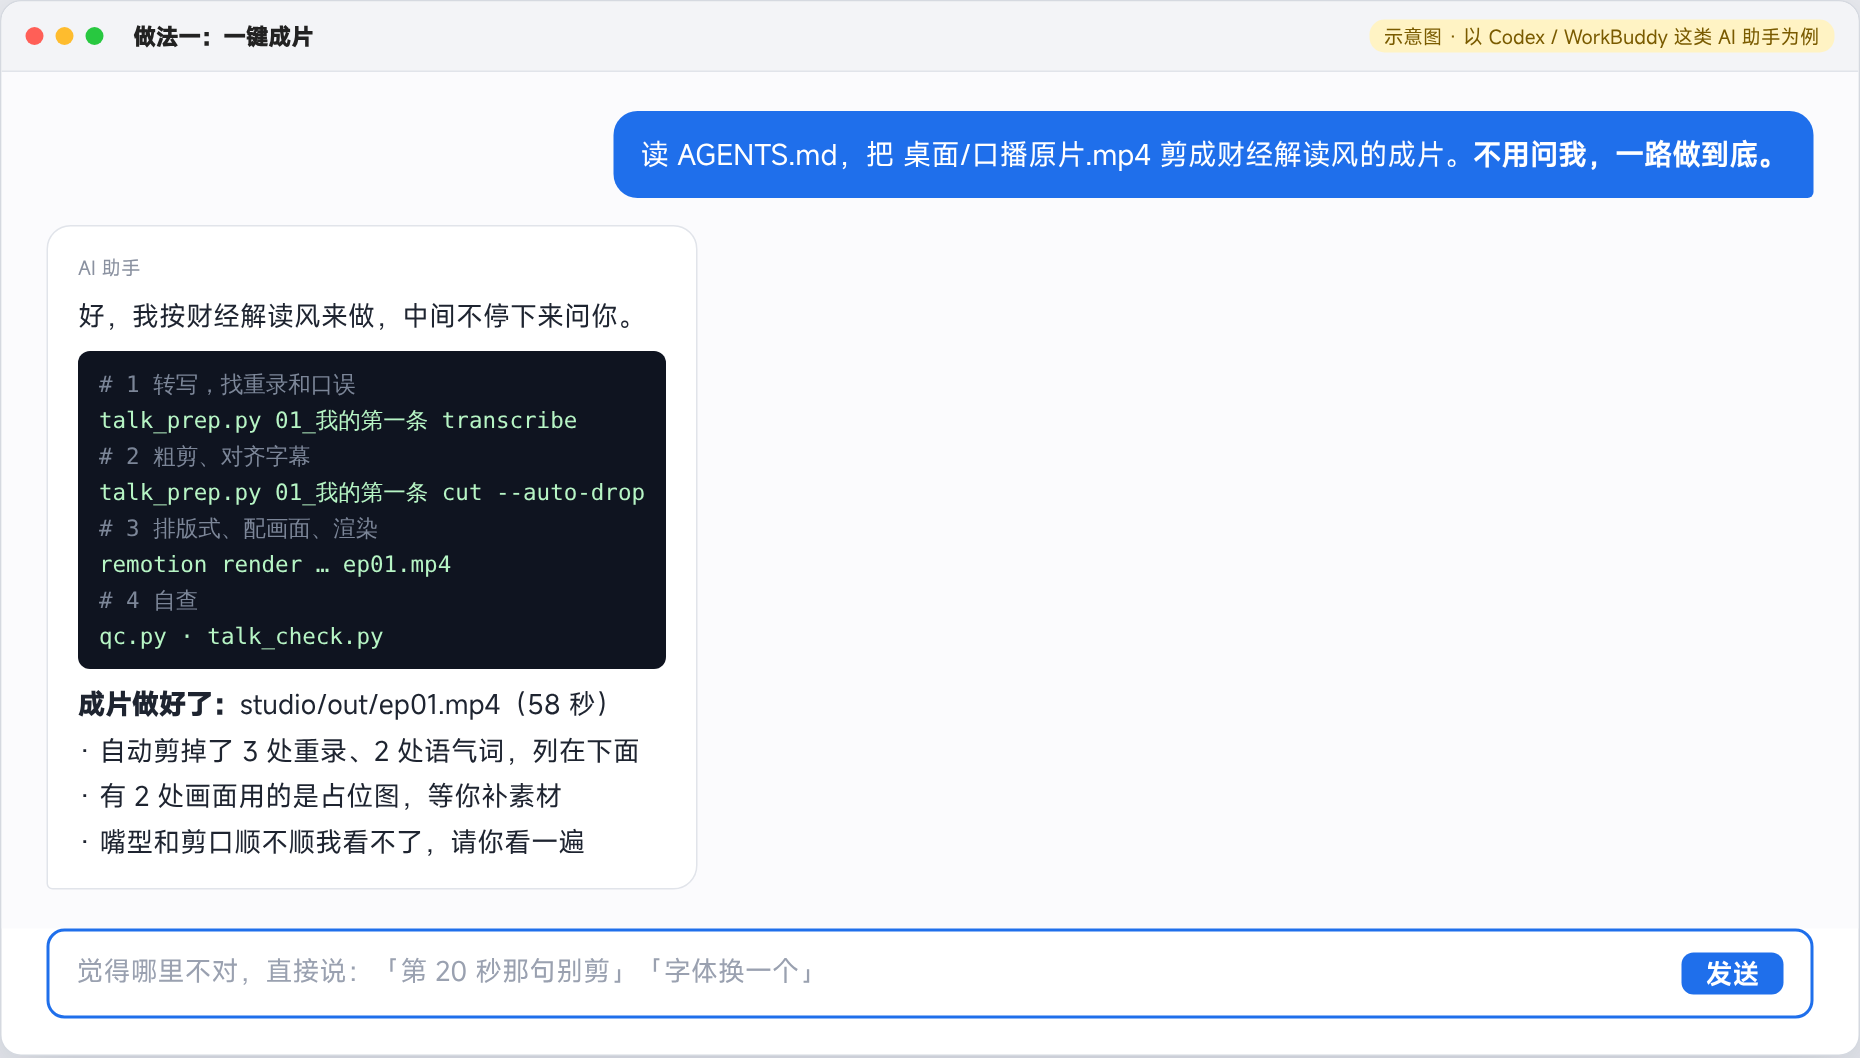 做法一：一键成片
示意图 · 以 Codex / WorkBuddy 这类 AI 助手为例
读 AGENTS.md，把 桌面/口播原片.mp4 剪成财经解读风的成片。不用问我，一路做到底。
AI 助手
好，我按财经解读风来做，中间不停下来问你。
# 1 转写，找重录和口误
talk_prep.py 01_我的第一条 transcribe
# 2 粗剪、对齐字幕
talk_prep.py 01_我的第一条 cut --auto-drop
# 3 排版式、配画面、渲染
remotion render … ep01.mp4
# 4 自查
qc.py · talk_check.py
成片做好了：studio/out/ep01.mp4（58 秒）
· 自动剪掉了 3 处重录、2 处语气词，列在下面
· 有 2 处画面用的是占位图，等你补素材
· 嘴型和剪口顺不顺我看不了，请你看一遍
觉得哪里不对，直接说：「第 20 秒那句别剪」「字体换一个」
发送